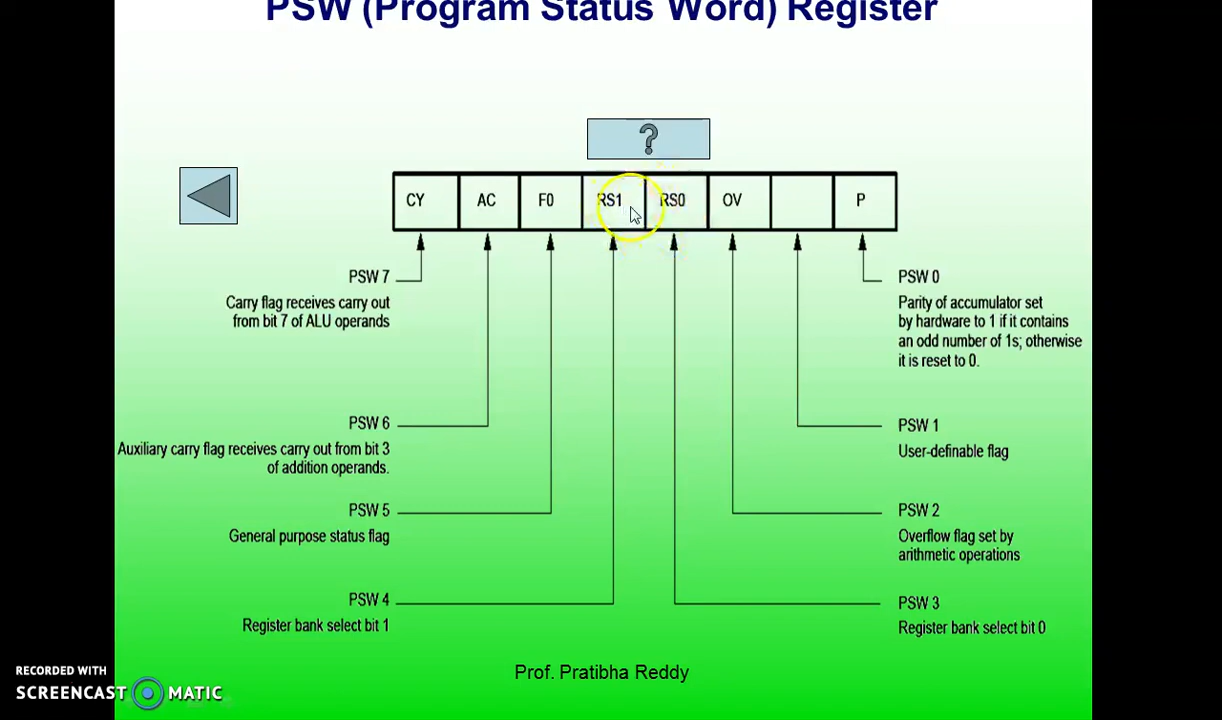 PSW (Program Status Word) Register
?
CY AC F0 RS1 RS0 OV P
PSW 7
Carry flag receives carry out
from bit 7 of ALU operands
PSW 6
Auxiliary carry flag receives carry out from bit 3
of addition operands.
PSW 5
General purpose status flag
PSW 4
Register bank select bit 1
PSW 0
Parity of accumulator set
by hardware to 1 if it contains
an odd number of 1s; otherwise
it is reset to 0.
PSW 1
User-definable flag
PSW 2
Overflow flag set by
arithmetic operations
PSW 3
Register bank select bit 0
Prof. Pratibha Reddy
RECORDED WITH
SCREENCAST MATIC